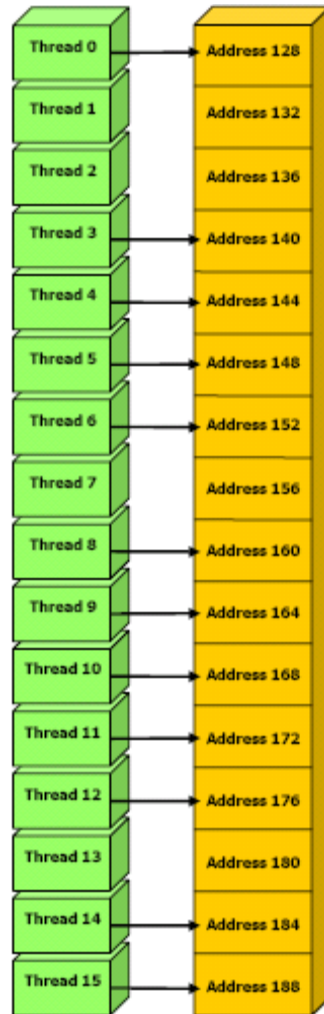 Thread 0 Address 128
Thread 1 Address 132
Thread 2 Address 136
Thread 3 Address 140
Thread 4 Address 144
Thread 5 Address 148
Thread 6 Address 152
Thread 7 Address 156
Thread 8 Address 160
Thread 9 Address 164
Thread 10 Address 168
Thread 11 Address 172
Thread 12 Address 176
Thread 13 Address 180
Thread 14 Address 184
Thread 15 Address 188